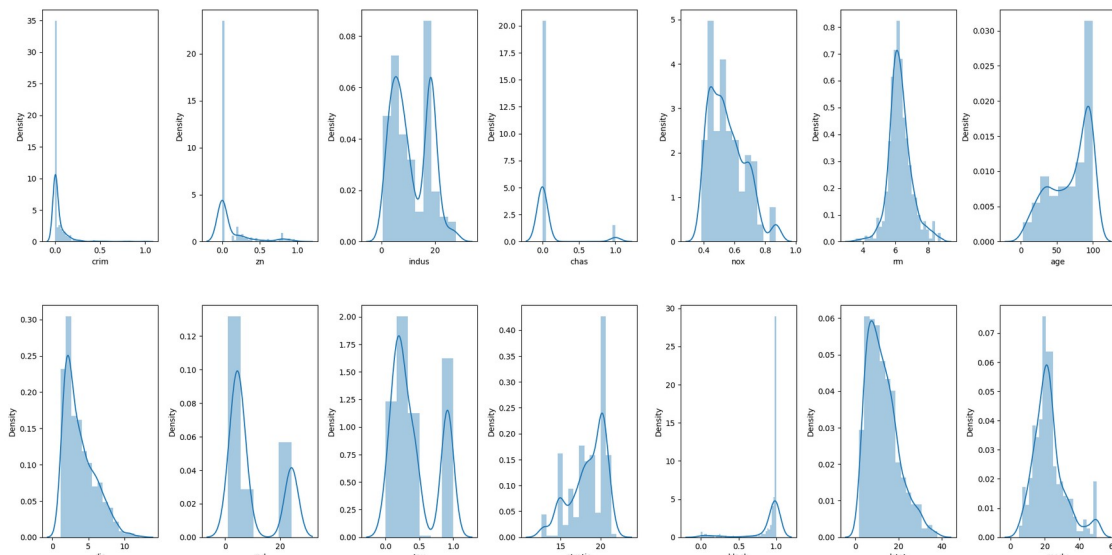 35 30 25 20 15 10 5 0 Density 0.0 0.5 1.0 crim
20 15 10 5 0 Density 0.0 0.5 1.0 zn
0.08 0.06 0.04 0.02 0.00 Density 0 20 indus
20.0 17.5 15.0 12.5 10.0 7.5 5.0 2.5 0.0 Density 0.0 0.5 1.0 chas
5 4 3 2 1 0 Density 0.4 0.6 0.8 1.0 nox
0.8 0.7 0.6 0.5 0.4 0.3 0.2 0.1 0.0 Density 4 6 8 rm
0.030 0.025 0.020 0.015 0.010 0.005 0.000 Density 0 50 100 age
0.30 0.25 0.20 0.15 0.10 0.05 0.00 Density 0 5 10
0.12 0.10 0.08 0.06 0.04 0.02 0.00 Density 0 20
2.00 1.75 1.50 1.25 1.00 0.75 0.50 0.25 0.00 Density 0.0 0.5 1.0
0.40 0.35 0.30 0.25 0.20 0.15 0.10 0.05 0.00 Density 15 20
30 25 20 15 10 5 0 Density 0.0 0.5 1.0
0.06 0.05 0.04 0.03 0.02 0.01 0.00 Density 0 20 40
0.07 0.06 0.05 0.04 0.03 0.02 0.01 0.00 Density 0 20 40